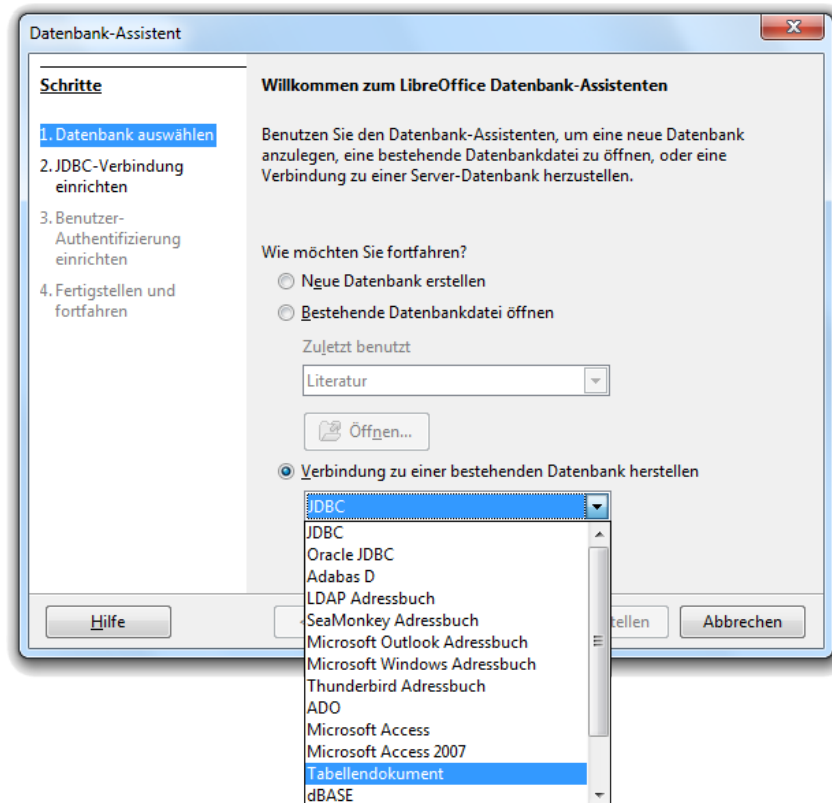 Datenbank-Assistent
Schritte
1. Datenbank auswählen
2. JDBC-Verbindung
einrichten
3. Benutzer-
Authentifizierung
einrichten
4. Fertigstellen und
fortfahren
Willkommen zum LibreOffice Datenbank-Assistenten
Benutzen Sie den Datenbank-Assistenten, um eine neue Datenbank
anzulegen, eine bestehende Datenbankdatei zu öffnen, oder eine
Verbindung zu einer Server-Datenbank herzustellen.
Wie möchten Sie fortfahren?
Neue Datenbank erstellen
Bestehende Datenbankdatei öffnen
Zuletzt benutzt
Literatur
Öffnen...
Verbindung zu einer bestehenden Datenbank herstellen
JDBC
JDBC
Oracle JDBC
Adabas D
LDAP Adressbuch
SeaMonkey Adressbuch
Microsoft Outlook Adressbuch
Microsoft Windows Adressbuch
Thunderbird Adressbuch
ADO
Microsoft Access
Microsoft Access 2007
Tabellendokument
dBASE
Hilfe
tellen
Abbrechen